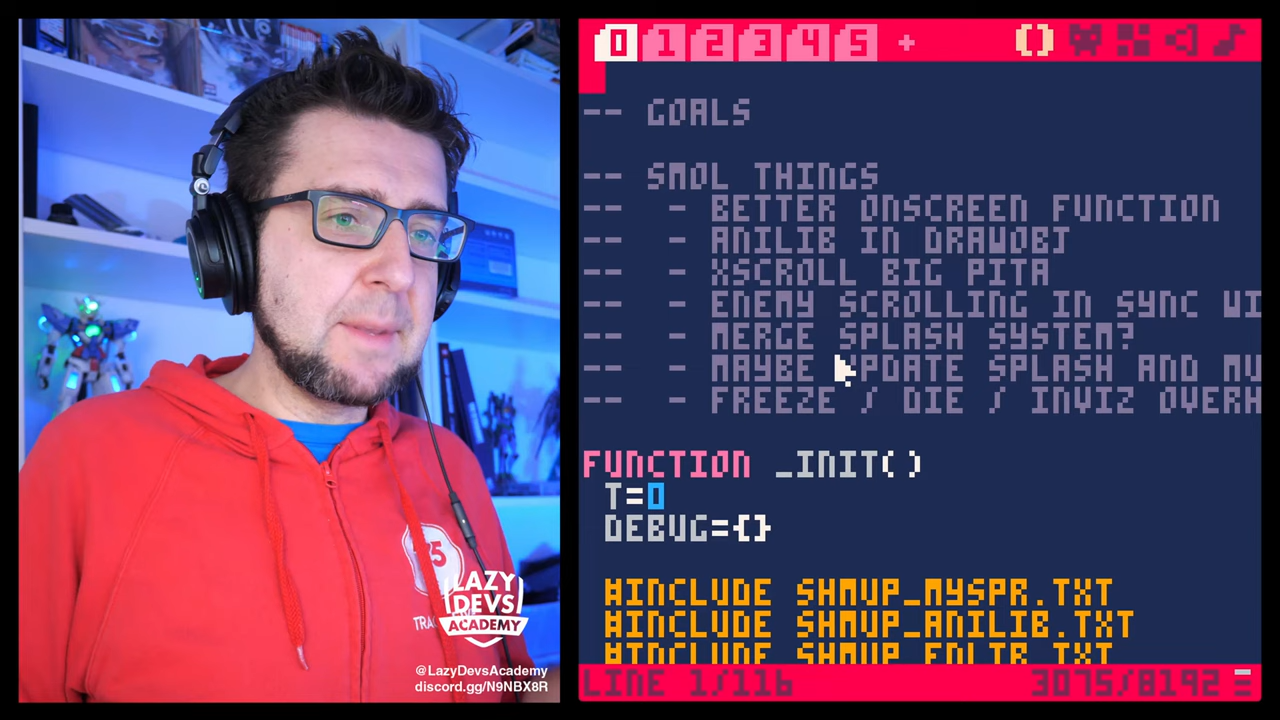 0 1 2 3 4 5 +
-- GOALS
-- SMOL THINGS
--  - BETTER ONSCREEN FUNCTION
--  - ANILIB IN DRAWOBJ
--  - XSCROLL BIG PITA
--  - ENEMY SCROLLING IN SYNC WI
--  - MERGE SPLASH SYSTEM?
--  - MAYBE UPDATE SPLASH AND MU
--  - FREEZE / DIE / INVIZ OVERH
FUNCTION _INIT()
T=0
DEBUG={}
#INCLUDE SHMUP_MYSPR.TXT
#INCLUDE SHMUP_ANILIB.TXT
#INCLUDE SHMUP_ENLTR.TXT
LINE 1/116
3075/8192
LAZY
DEVS
ACADEMY
@LazyDevsAcademy
discord.gg/N9NBX8R